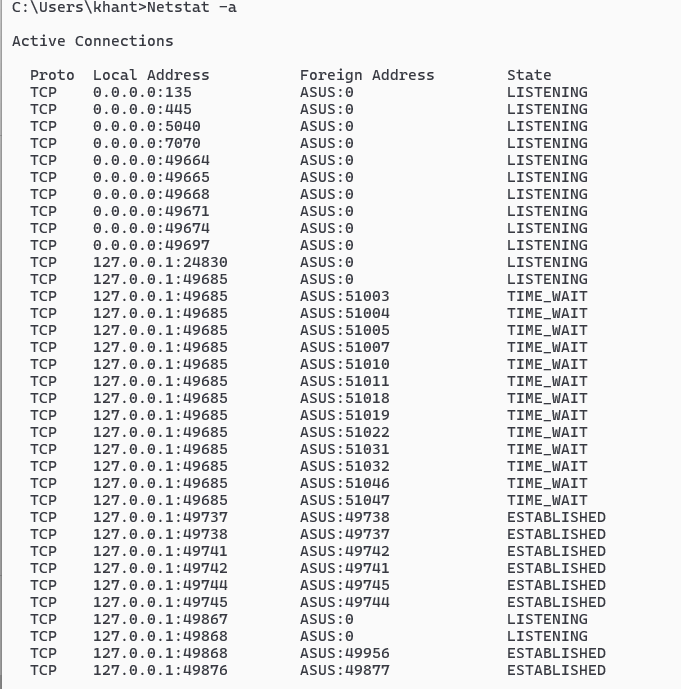 C:\Users\khant>Netstat -a
Active Connections
Proto Local Address Foreign Address State
TCP 0.0.0.0:135 ASUS:0 LISTENING
TCP 0.0.0.0:445 ASUS:0 LISTENING
TCP 0.0.0.0:5040 ASUS:0 LISTENING
TCP 0.0.0.0:7070 ASUS:0 LISTENING
TCP 0.0.0.0:49664 ASUS:0 LISTENING
TCP 0.0.0.0:49665 ASUS:0 LISTENING
TCP 0.0.0.0:49668 ASUS:0 LISTENING
TCP 0.0.0.0:49671 ASUS:0 LISTENING
TCP 0.0.0.0:49674 ASUS:0 LISTENING
TCP 0.0.0.0:49697 ASUS:0 LISTENING
TCP 127.0.0.1:24830 ASUS:0 LISTENING
TCP 127.0.0.1:49685 ASUS:0 LISTENING
TCP 127.0.0.1:49685 ASUS:51003 TIME_WAIT
TCP 127.0.0.1:49685 ASUS:51004 TIME_WAIT
TCP 127.0.0.1:49685 ASUS:51005 TIME_WAIT
TCP 127.0.0.1:49685 ASUS:51007 TIME_WAIT
TCP 127.0.0.1:49685 ASUS:51010 TIME_WAIT
TCP 127.0.0.1:49685 ASUS:51011 TIME_WAIT
TCP 127.0.0.1:49685 ASUS:51018 TIME_WAIT
TCP 127.0.0.1:49685 ASUS:51019 TIME_WAIT
TCP 127.0.0.1:49685 ASUS:51022 TIME_WAIT
TCP 127.0.0.1:49685 ASUS:51031 TIME_WAIT
TCP 127.0.0.1:49685 ASUS:51032 TIME_WAIT
TCP 127.0.0.1:49685 ASUS:51046 TIME_WAIT
TCP 127.0.0.1:49685 ASUS:51047 TIME_WAIT
TCP 127.0.0.1:49737 ASUS:49738 ESTABLISHED
TCP 127.0.0.1:49738 ASUS:49737 ESTABLISHED
TCP 127.0.0.1:49741 ASUS:49742 ESTABLISHED
TCP 127.0.0.1:49742 ASUS:49741 ESTABLISHED
TCP 127.0.0.1:49744 ASUS:49745 ESTABLISHED
TCP 127.0.0.1:49745 ASUS:49744 ESTABLISHED
TCP 127.0.0.1:49867 ASUS:0 LISTENING
TCP 127.0.0.1:49868 ASUS:0 LISTENING
TCP 127.0.0.1:49868 ASUS:49956 ESTABLISHED
TCP 127.0.0.1:49876 ASUS:49877 ESTABLISHED